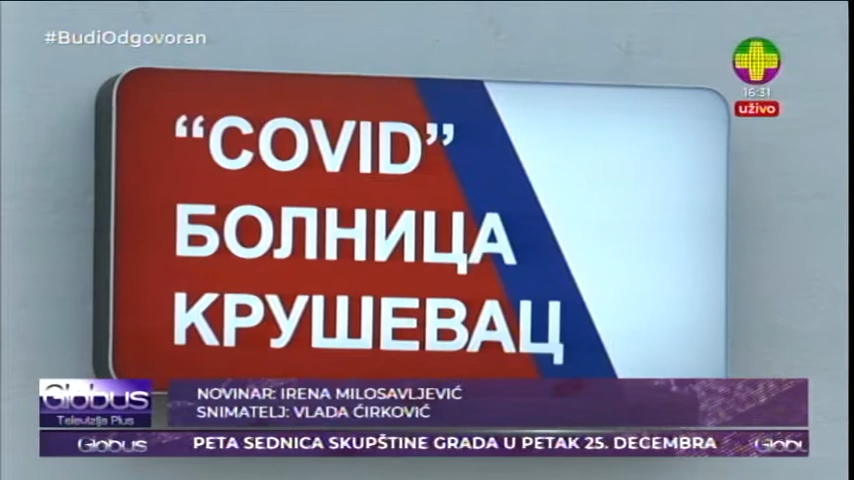 #BudiOdgovoran
16:31
uživo
“COVID”
БОЛНИЦА
КРУШЕВАЦ
Globus
Televizija Plus
NOVINAR: IRENA MILOSAVLJEVIĆ
SNIMATELJ: VLADA ĆIRKOVIĆ
Globus PETA SEDNICA SKUPŠTINE GRADA U PETAK 25. DECEMBRA